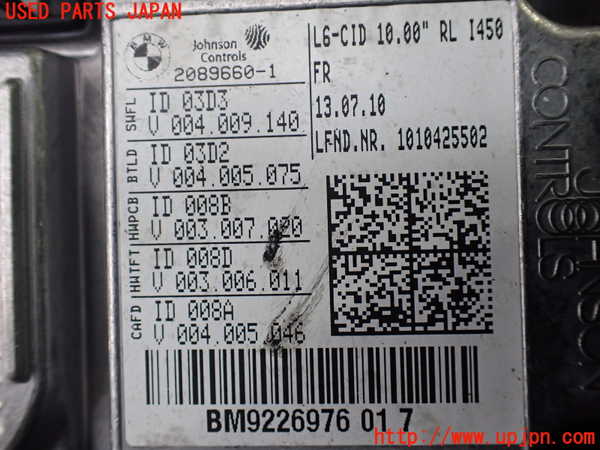 USED PARTS JAPAN
BMW
Johnson
Controls
2089660-1
L6-CID 10.00" RL I450
FR
13.07.10
LFND.NR. 1010425502
SWFL
ID 03D3
V 004.009.140
BTLD
ID 03D2
V 004.005.075
HWPCB
ID 008B
V 003.007.000
HWTFT
ID 008D
V 003.006.011
CAFD
ID 008A
V 004.005.046
BM9226976 01 7
JOHNSON
CONTROLS
http://www.upjpn.com/